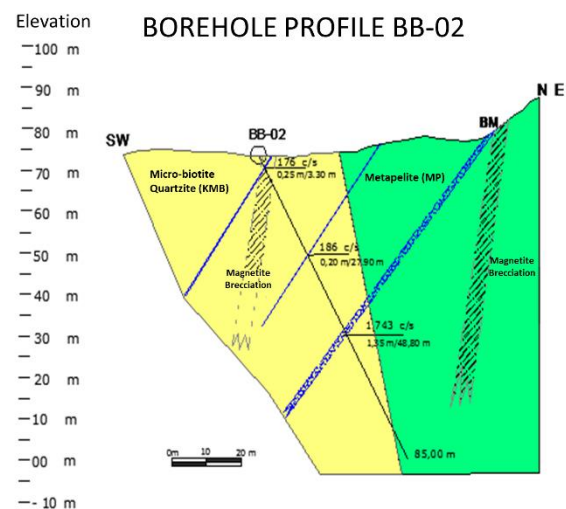 Elevation
BOREHOLE PROFILE BB-02
100 m
90 m
80 m
70 m
60 m
50 m
40 m
30 m
20 m
10 m
00 m
- 10 m
SW
BB-02
BM
N E
176 c/s
0,25 m/3.30 m
Micro-biotite
Quartzite (KMB)
Metapelite (MP)
186 c/s
0,20 m/27,90 m
Magnetite
Brecciation
Magnetite
Brecciation
1,743 c/s
1,35 m/48,80 m
85,00 m
0m 10 20 m